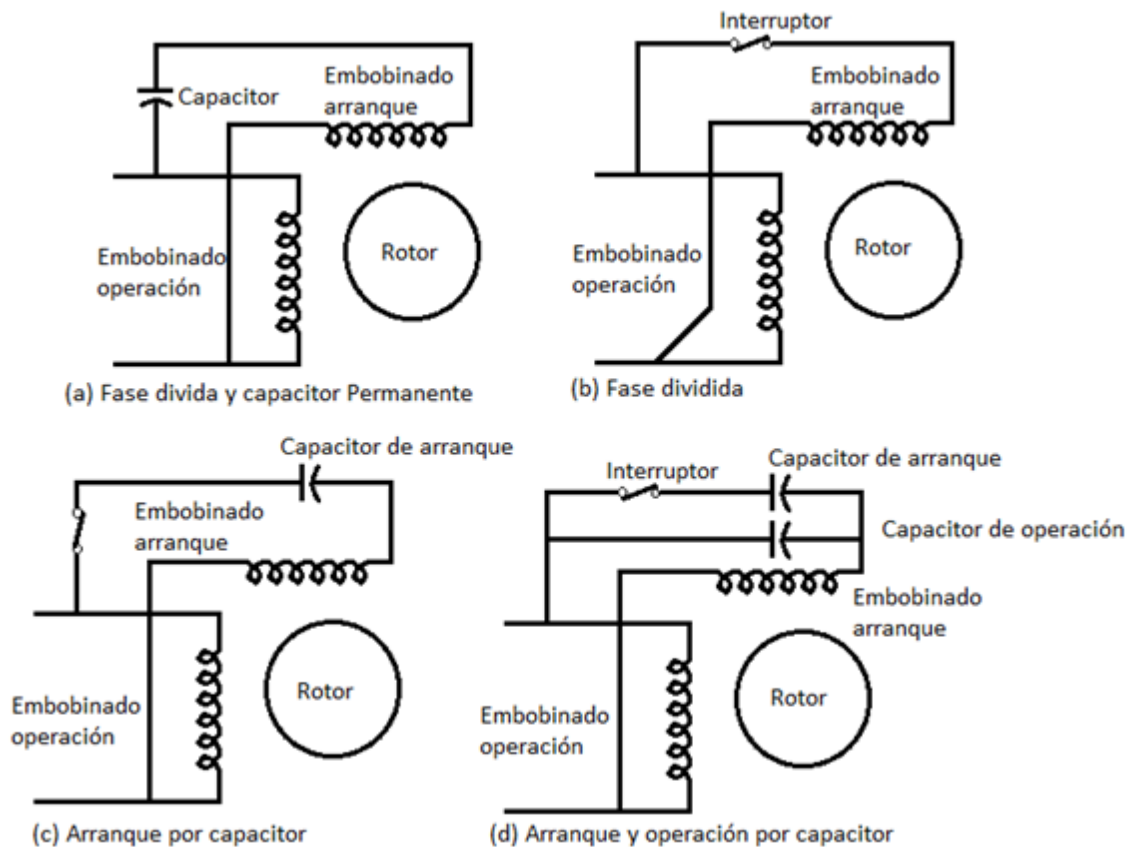 Capacitor
Embobinado
arranque
Embobinado
operación
Rotor
(a) Fase divida y capacitor Permanente
Interruptor
Embobinado
arranque
Embobinado
operación
Rotor
(b) Fase dividida
Capacitor de arranque
Embobinado
arranque
Embobinado
operación
Rotor
(c) Arranque por capacitor
Interruptor
Capacitor de arranque
Capacitor de operación
Embobinado
arranque
Embobinado
operación
Rotor
(d) Arranque y operación por capacitor